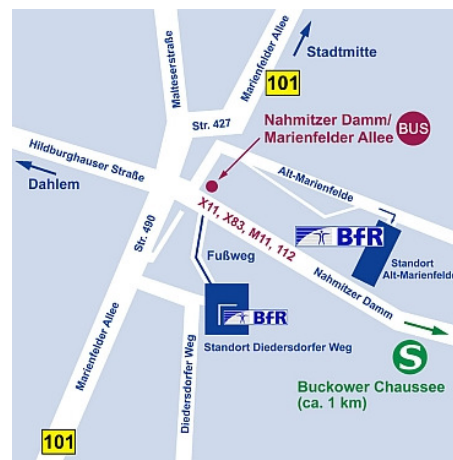 Malteserstraße
Marienfelder Allee
Stadtmitte
101
Str. 427
Nahmitzer Damm/
Marienfelder Allee
BUS
Hildburghauser Straße
Alt-Marienfelde
Dahlem
X11, X83, M11, 112
Str. 490
BfR
Standort
Alt-Marienfelde
Fußweg
Nahmitzer Damm
BfR
Marienfelder Allee
Diedersdorfer Weg
Standort Diedersdorfer Weg
S
Buckower Chaussee
(ca. 1 km)
101